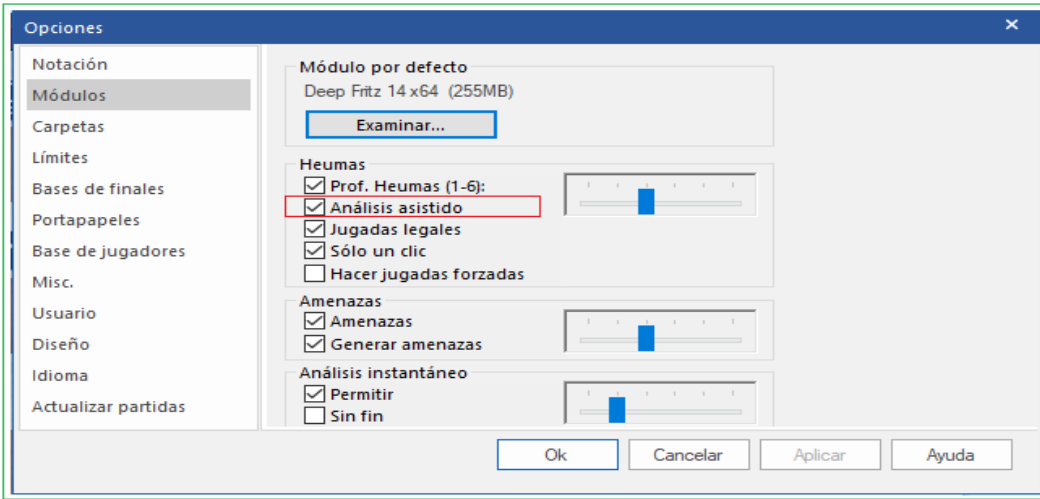 Opciones
Notación
Módulos
Carpetas
Límites
Bases de finales
Portapapeles
Base de jugadores
Misc.
Usuario
Diseño
Idioma
Actualizar partidas
Módulo por defecto
Deep Fritz 14 x64 (255MB)
Examinar...
Heumas
Prof. Heumas (1-6):
Análisis asistido
Jugadas legales
Sólo un clic
Hacer jugadas forzadas
Amenazas
Amenazas
Generar amenazas
Análisis instantáneo
Permitir
Sin fin
Ok Cancelar Aplicar Ayuda